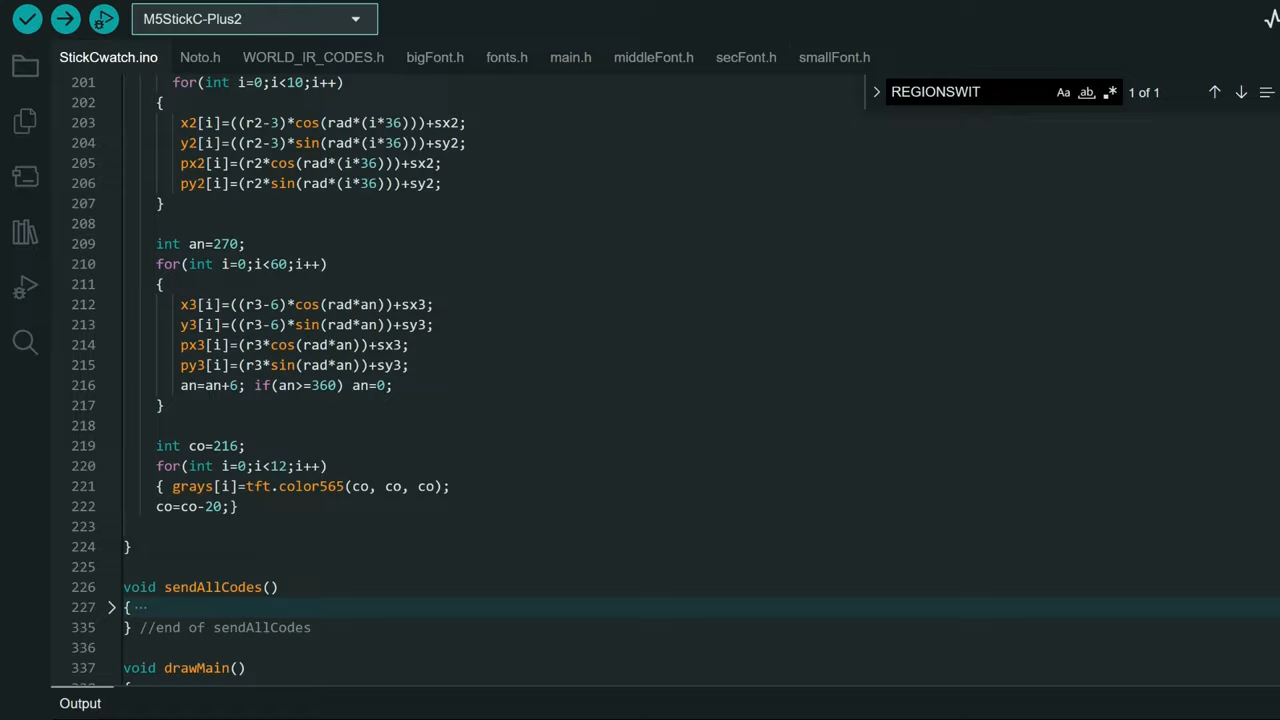 M5StickC-Plus2
StickCwatch.ino Noto.h WORLD_IR_CODES.h bigFont.h fonts.h main.h middleFont.h secFont.h smallFont.h
REGIONSWIT Aa ab .* 1 of 1
201 for(int i=0;i<10;i++)
202 {
203 x2[i]=((r2-3)*cos(rad*(i*36)))+sx2;
204 y2[i]=((r2-3)*sin(rad*(i*36)))+sy2;
205 px2[i]=(r2*cos(rad*(i*36)))+sx2;
206 py2[i]=(r2*sin(rad*(i*36)))+sy2;
207 }
208
209 int an=270;
210 for(int i=0;i<60;i++)
211 {
212 x3[i]=((r3-6)*cos(rad*an))+sx3;
213 y3[i]=((r3-6)*sin(rad*an))+sy3;
214 px3[i]=(r3*cos(rad*an))+sx3;
215 py3[i]=(r3*sin(rad*an))+sy3;
216 an=an+6; if(an>=360) an=0;
217 }
218
219 int co=216;
220 for(int i=0;i<12;i++)
221 { grays[i]=tft.color565(co, co, co);
222 co=co-20;}
223
224 }
225
226 void sendAllCodes()
227 { ···
335 } //end of sendAllCodes
336
337 void drawMain()
Output